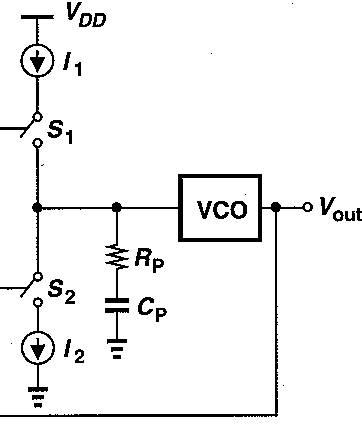 V_DD
I_1
S_1
VCO
V_out
R_P
S_2
C_P
I_2